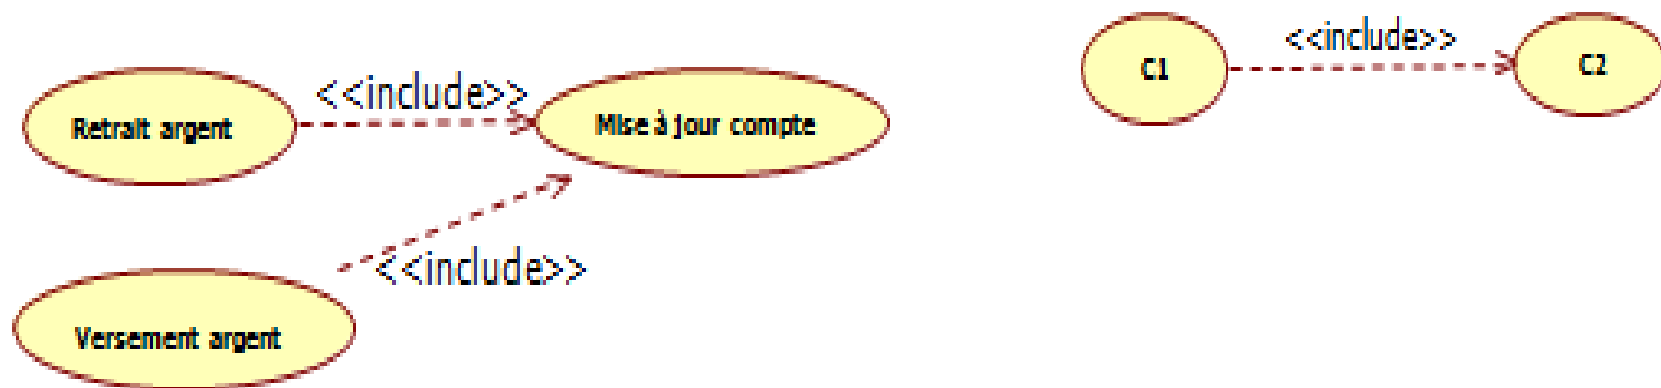 <<include>>
C1
C2
<<include>>
Retrait argent
Mise à jour compte
<<include>>
Versement argent